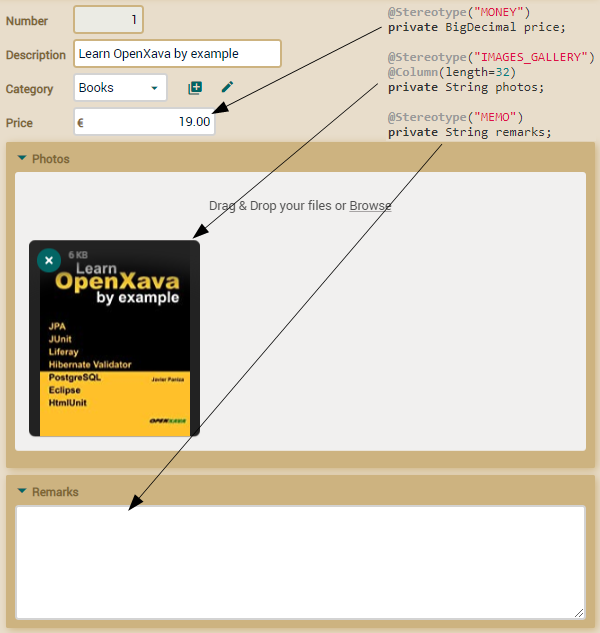 Number 1
Description Learn OpenXava by example
Category Books
Price € 19.00
@Stereotype("MONEY")
private BigDecimal price;
@Stereotype("IMAGES_GALLERY")
@Column(length=32)
private String photos;
@Stereotype("MEMO")
private String remarks;
Photos
Drag & Drop your files or Browse
6 KB
Learn
OpenXava
by example
JPA
JUnit
Liferay
Hibernate Validator
PostgreSQL
Javier Paniza
Eclipse
HtmlUnit
OPENXAVA
Remarks